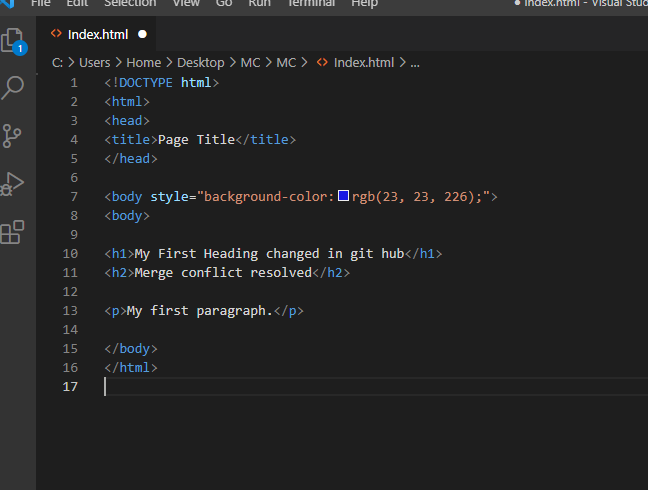 File Edit Selection View Go Run Terminal Help ● Index.html - Visual Stud
1
<> Index.html ●
C: > Users > Home > Desktop > MC > MC > <> Index.html > ...
1 <!DOCTYPE html>
2 <html>
3 <head>
4 <title>Page Title</title>
5 </head>
6
7 <body style="background-color:rgb(23, 23, 226);">
8 <body>
9
10 <h1>My First Heading changed in git hub</h1>
11 <h2>Merge conflict resolved</h2>
12
13 <p>My first paragraph.</p>
14
15 </body>
16 </html>
17